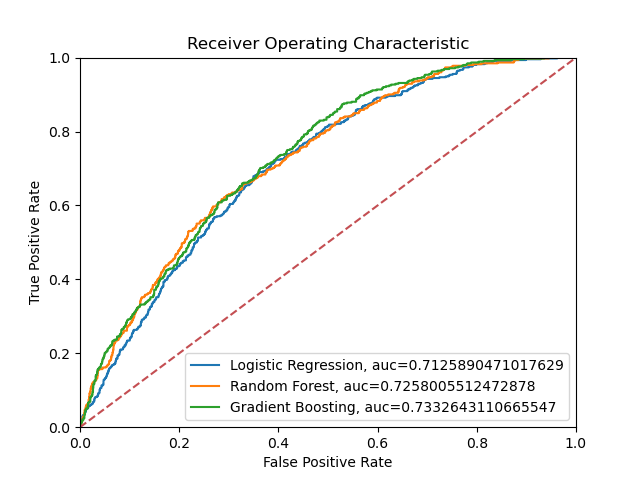 Receiver Operating Characteristic
1.0
0.8
0.6
0.4
0.2
0.0
True Positive Rate
Logistic Regression, auc=0.7125890471017629
Random Forest, auc=0.7258005512472878
Gradient Boosting, auc=0.7332643110665547
0.0 0.2 0.4 0.6 0.8 1.0
False Positive Rate